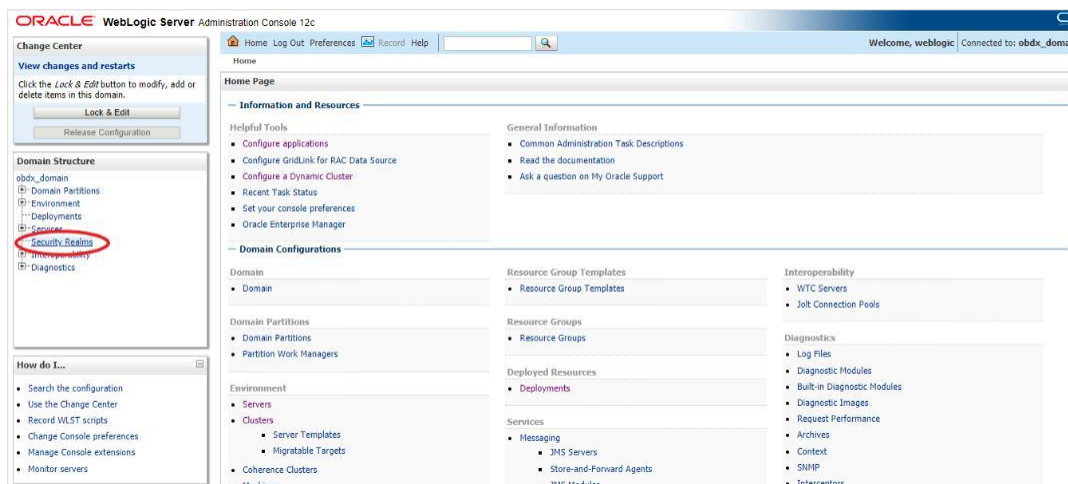 ORACLE WebLogic Server Administration Console 12c
Change Center
View changes and restarts
Click the Lock & Edit button to modify, add or
delete items in this domain.
Lock & Edit
Release Configuration
Domain Structure
obdx_domain
Domain Partitions
Environment
Deployments
Services
Security Realms
Interoperability
Diagnostics
How do I...
Search the configuration
Use the Change Center
Record WLST scripts
Change Console preferences
Manage Console extensions
Monitor servers
Home Log Out Preferences Record Help
Welcome, weblogic Connected to: obdx_doma
Home
Home Page
Information and Resources
Helpful Tools
Configure applications
Configure GridLink for RAC Data Source
Configure a Dynamic Cluster
Recent Task Status
Set your console preferences
Oracle Enterprise Manager
General Information
Common Administration Task Descriptions
Read the documentation
Ask a question on My Oracle Support
Domain Configurations
Domain
Domain
Domain Partitions
Domain Partitions
Partition Work Managers
Environment
Servers
Clusters
Server Templates
Migratable Targets
Coherence Clusters
Resource Group Templates
Resource Group Templates
Resource Groups
Resource Groups
Deployed Resources
Deployments
Services
Messaging
JMS Servers
Store-and-Forward Agents
JMS Modules
Interoperability
WTC Servers
Jolt Connection Pools
Diagnostics
Log Files
Diagnostic Modules
Built-in Diagnostic Modules
Diagnostic Images
Request Performance
Archives
Context
SNMP
Interceptors